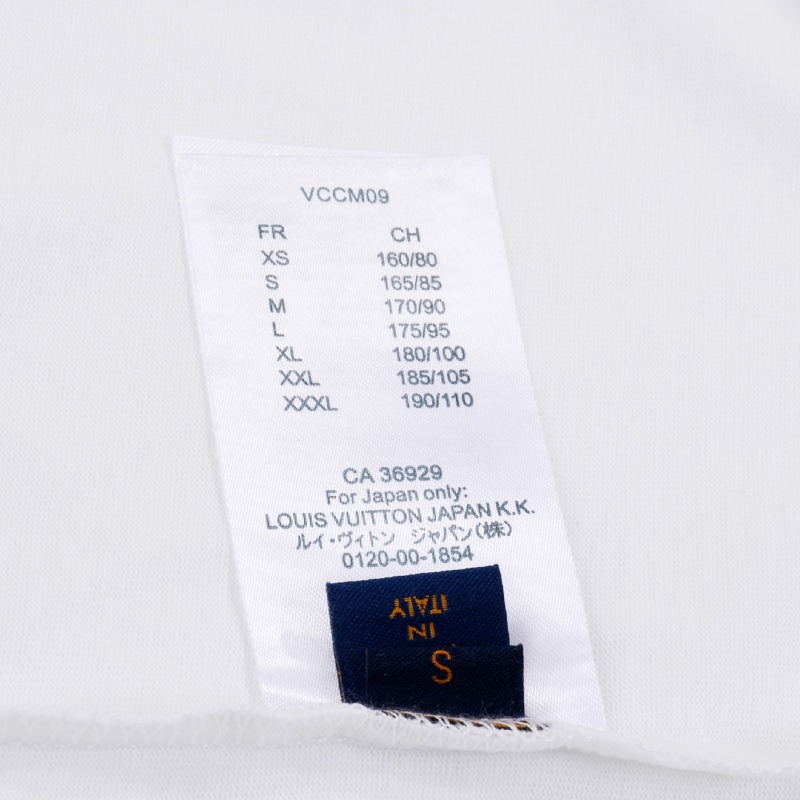 VCCM09
FR CH
XS 160/80
S 165/85
M 170/90
L 175/95
XL 180/100
XXL 185/105
XXXL 190/110
CA 36929
For Japan only:
LOUIS VUITTON JAPAN K.K.
ルイ・ヴィトン ジャパン(株)
0120-00-1854
IN
ITALY
S